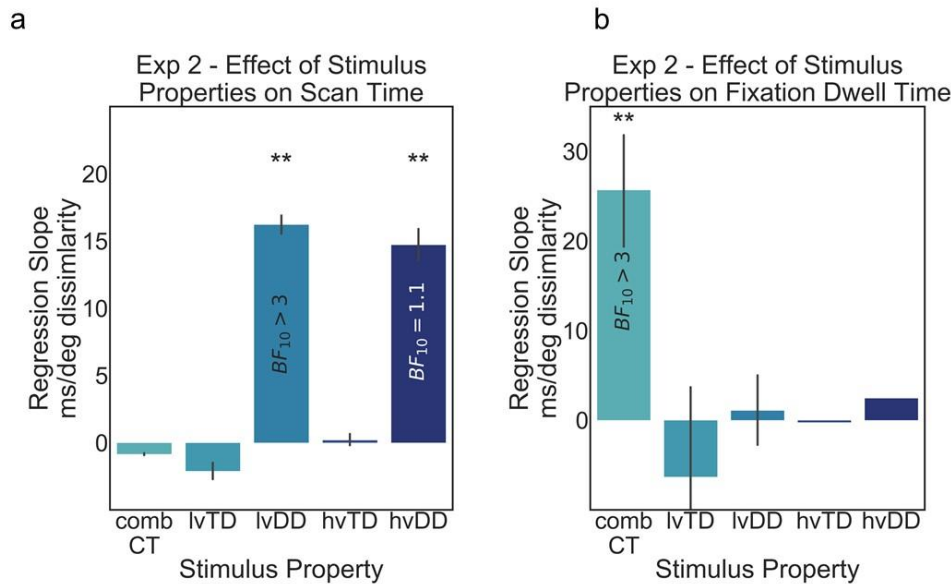 a
Exp 2 - Effect of Stimulus
Properties on Scan Time
Regression Slope
ms/deg dissimlarity
20
15
10
5
0
**
**
BF10 > 3
BF10 = 1.1
comb
CT
lvTD
lvDD
hvTD
hvDD
Stimulus Property
b
Exp 2 - Effect of Stimulus
Properties on Fixation Dwell Time
Regression Slope
ms/deg dissimlarity
30
20
10
0
**
BF10 > 3
comb
CT
lvTD
lvDD
hvTD
hvDD
Stimulus Property